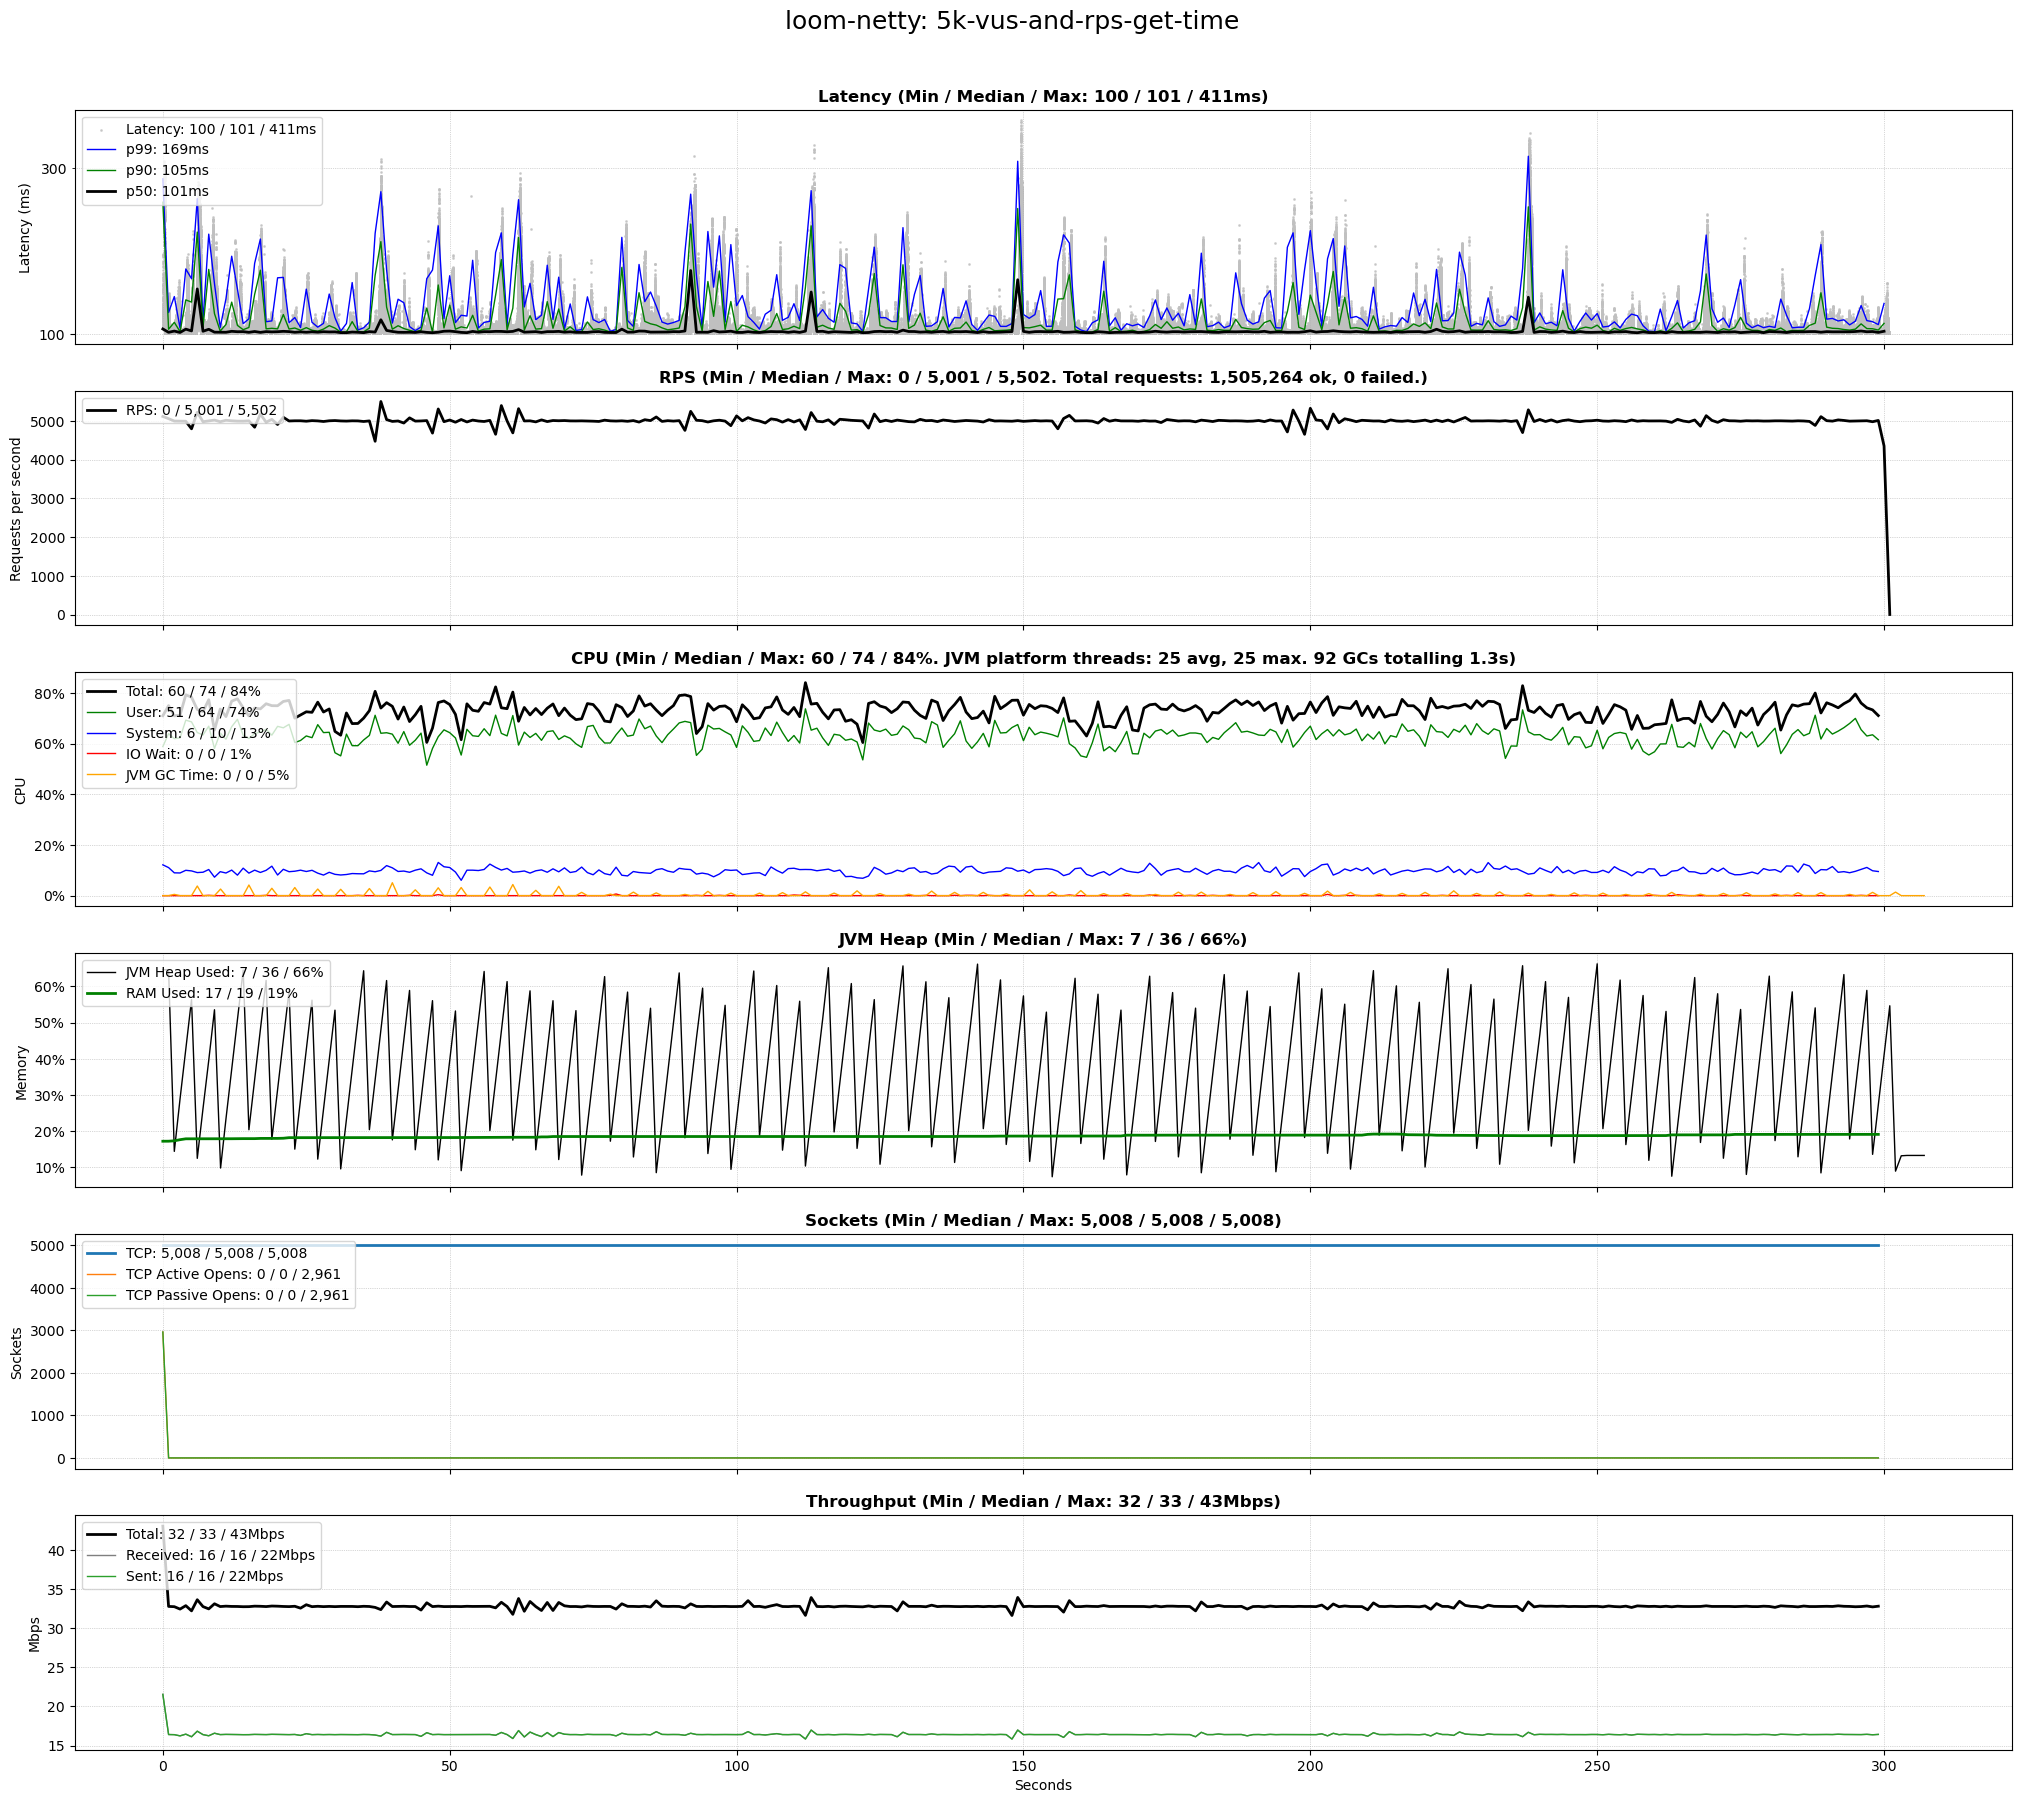 loom-netty: 5k-vus-and-rps-get-time
Latency (Min / Median / Max: 100 / 101 / 411ms)
Latency: 100 / 101 / 411ms
p99: 169ms
p90: 105ms
p50: 101ms
300
100
Latency (ms)
RPS (Min / Median / Max: 0 / 5,001 / 5,502. Total requests: 1,505,264 ok, 0 failed.)
RPS: 0 / 5,001 / 5,502
5000
4000
3000
2000
1000
0
Requests per second
CPU (Min / Median / Max: 60 / 74 / 84%. JVM platform threads: 25 avg, 25 max. 92 GCs totalling 1.3s)
Total: 60 / 74 / 84%
User: 51 / 64 / 74%
System: 6 / 10 / 13%
IO Wait: 0 / 0 / 1%
JVM GC Time: 0 / 0 / 5%
80%
60%
40%
20%
0%
CPU
JVM Heap (Min / Median / Max: 7 / 36 / 66%)
JVM Heap Used: 7 / 36 / 66%
RAM Used: 17 / 19 / 19%
60%
50%
40%
30%
20%
10%
Memory
Sockets (Min / Median / Max: 5,008 / 5,008 / 5,008)
TCP: 5,008 / 5,008 / 5,008
TCP Active Opens: 0 / 0 / 2,961
TCP Passive Opens: 0 / 0 / 2,961
5000
4000
3000
2000
1000
0
Sockets
Throughput (Min / Median / Max: 32 / 33 / 43Mbps)
Total: 32 / 33 / 43Mbps
Received: 16 / 16 / 22Mbps
Sent: 16 / 16 / 22Mbps
40
35
30
25
20
15
Mbps
0 50 100 150 200 250 300
Seconds